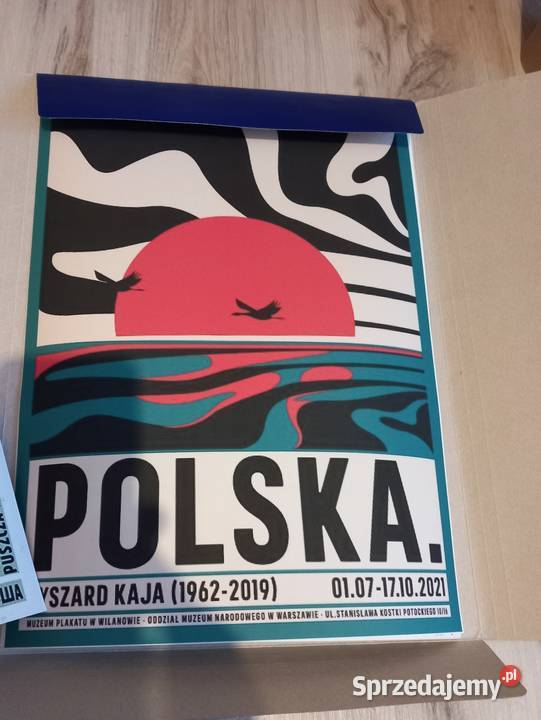 POLSKA.
YSZARD KAJA (1962-2019) 01.07-17.10.2021
MUZEUM PLAKATU W WILANOWIE · ODDZIAŁ MUZEUM NARODOWEGO W WARSZAWIE · UL. STANISŁAWA KOSTKI POTOCKIEGO 10/16
PUSZCZA
Sprzedajemy.pl